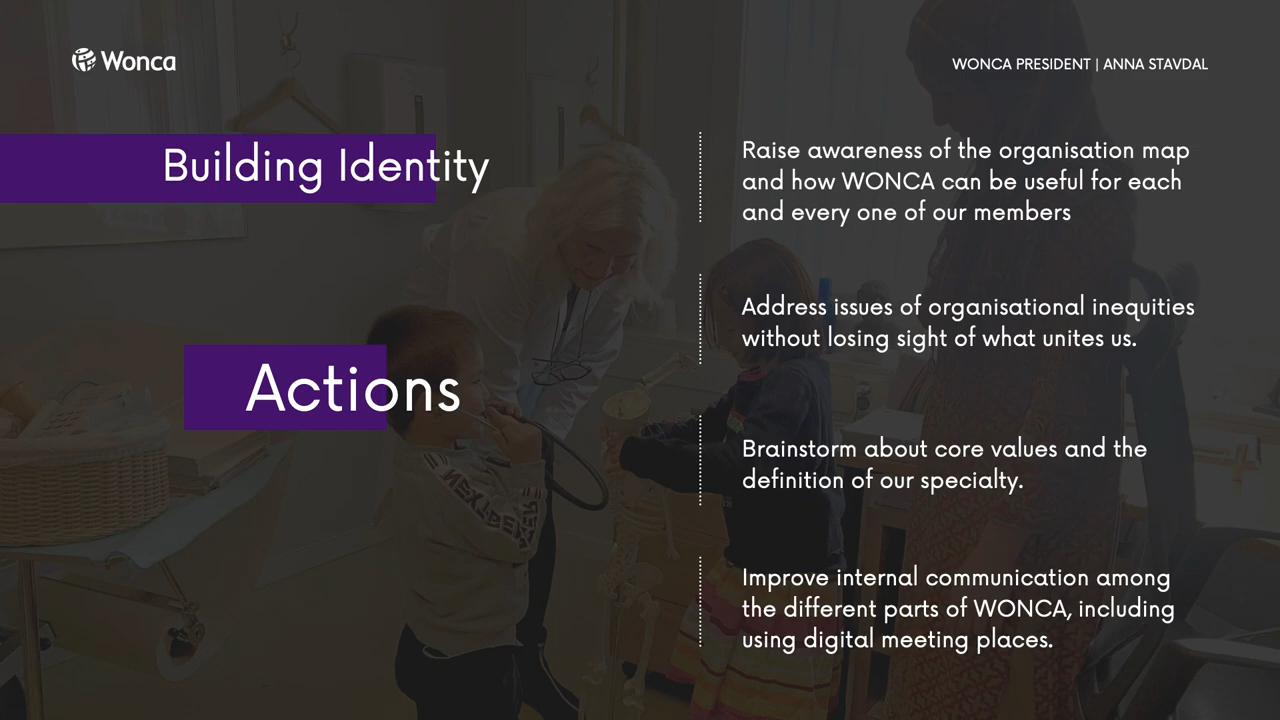 Wonca
WONCA PRESIDENT | ANNA STAVDAL
Building Identity
Actions
Raise awareness of the organisation map
and how WONCA can be useful for each
and every one of our members
Address issues of organisational inequities
without losing sight of what unites us.
Brainstorm about core values and the
definition of our specialty.
Improve internal communication among
the different parts of WONCA, including
using digital meeting places.